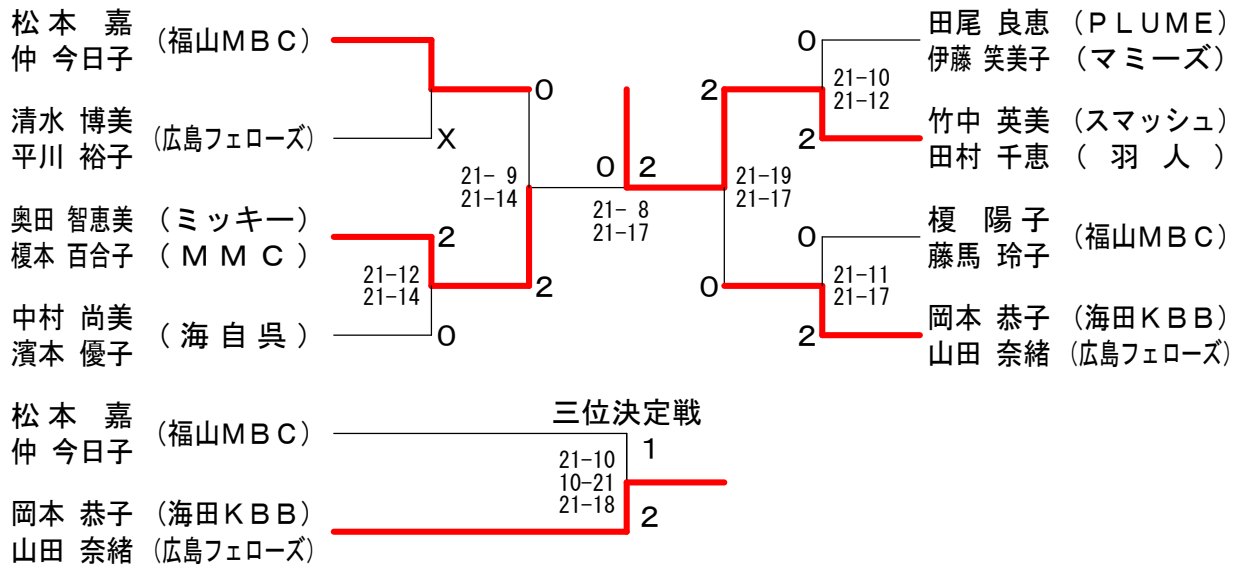 松本 嘉 (福山MBC)
仲 今日子
清水 博美 (広島フェローズ)
平川 裕子
X
0
21- 9
21-14
奥田 智恵美 (ミッキー)
榎本 百合子 (MMC)
2
21-12
21-14
2
中村 尚美 (海自呉)
濱本 優子
0
0 2
21- 8
21-17
田尾 良恵 (PLUME)
伊藤 笑美子 (マミーズ)
0
21-10
21-12
2
竹中 英美 (スマッシュ)
田村 千恵 (羽人)
2
21-19
21-17
榎 陽子 (福山MBC)
藤馬 玲子
0
21-11
21-17
0
岡本 恭子 (海田KBB)
山田 奈緒 (広島フェローズ)
2
三位決定戦
松本 嘉 (福山MBC)
仲 今日子
1
21-10
10-21
21-18
岡本 恭子 (海田KBB)
山田 奈緒 (広島フェローズ)
2